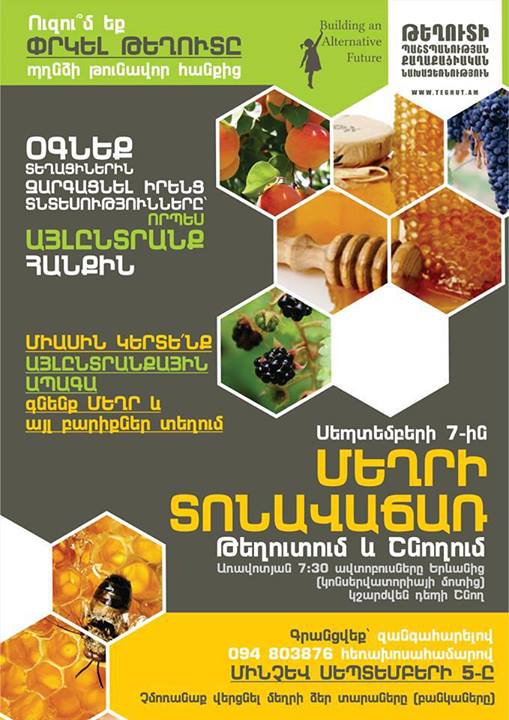 Ուզու՞մ եք
ՓՐԿԵԼ ԹԵՂՈՒՏԸ
պղնձի թունավոր հանքից
Building an
Alternative
Future
ԹԵՂՈՒՏԻ
ՊԱՇՏՊԱՆՈՒԹՅԱՆ
ՔԱՂԱՔԱՑԻԱԿԱՆ
ՆԱԽԱՁԵՌՆՈՒԹՅՈՒՆ
WWW.TEGHUT.AM
ՕԳՆԵՔ
ՏԵՂԱՑԻՆԵՐԻՆ
ԶԱՐԳԱՑՆԵԼ ԻՐԵՆՑ
ՏՆՏԵՍՈՒԹՅՈՒՆՆԵՐԸ՝
ՈՐՊԵՍ
ԱՅԼԸՆՏՐԱՆՔ
ՀԱՆՔԻՆ
ՄԻԱՍԻՆ ԿԵՐՏԵ՛ՆՔ
ԱՅԼԸՆՏՐԱՆՔԱՅԻՆ
ԱՊԱԳԱ
գնենք ՄԵՂՐ և
այլ բարիքներ տեղում
Սեպտեմբերի 7-ին
ՄԵՂՐԻ
ՏՈՆԱՎԱՃԱՌ
Թեղուտում և Շնողում
Առավոտյան 7:30 ավտոբուսները Երևանից
(կոնսերվատորիայի մոտից)
կշարժվեն դեպի Շնող
Գրանցվեք՝ զանգահարելով
094 803876 հեռախոսահամարով
ՄԻՆՉԵՎ ՍԵՊՏԵՄԲԵՐԻ 5-Ը
Չմոռանաք վերցնել մեղրի ձեր տարաները (բանկաները)